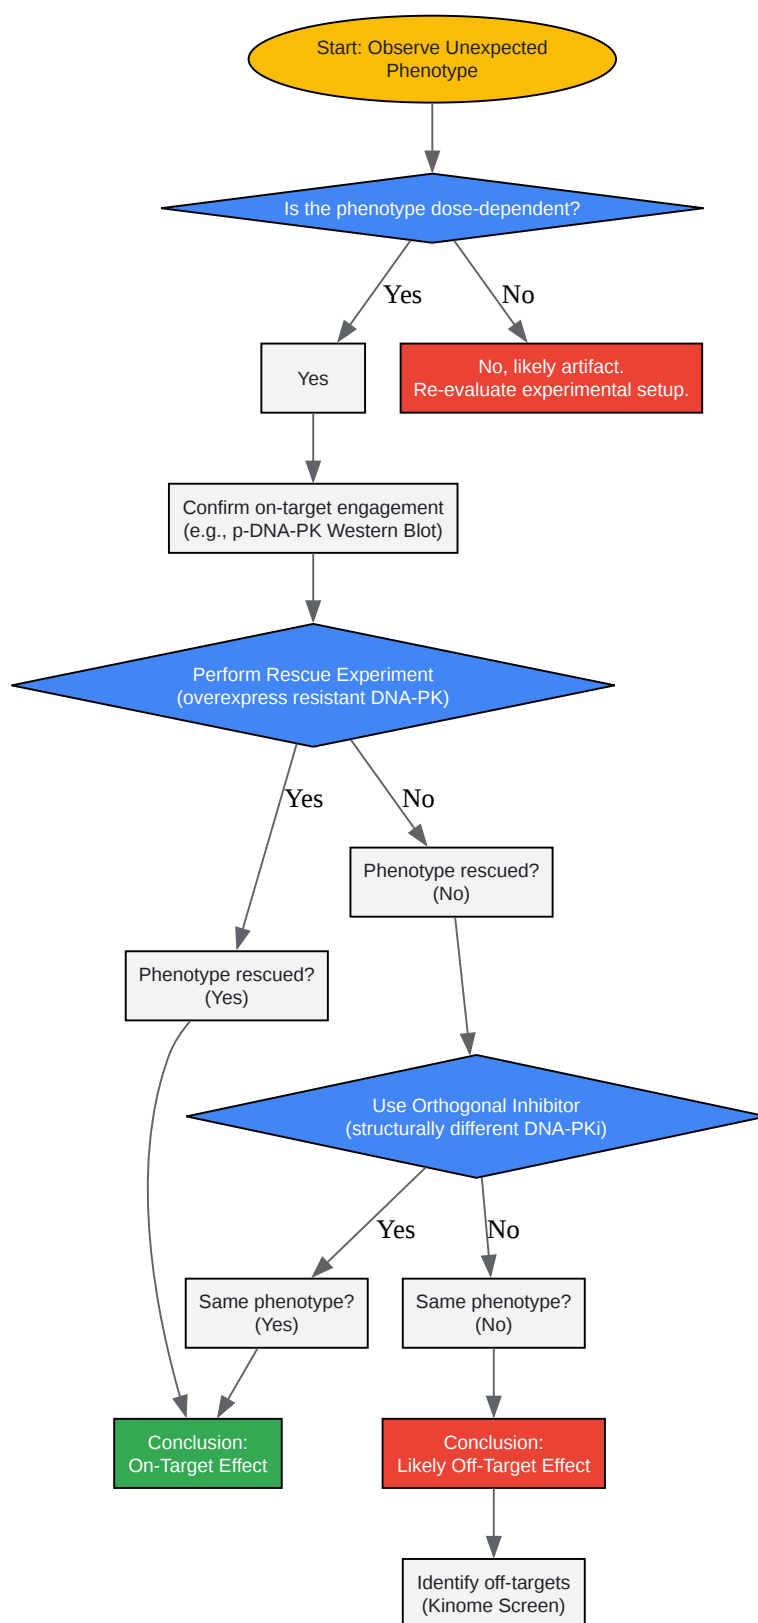 Start: Observe Unexpected
Phenotype
Is the phenotype dose-dependent?
Yes
No
Yes
No, likely artifact.
Re-evaluate experimental setup.
Confirm on-target engagement
(e.g., p-DNA-PK Western Blot)
Perform Rescue Experiment
(overexpress resistant DNA-PK)
Yes
No
Phenotype rescued?
(No)
Phenotype rescued?
(Yes)
Use Orthogonal Inhibitor
(structurally different DNA-PKi)
Yes
No
Same phenotype?
(Yes)
Same phenotype?
(No)
Conclusion:
On-Target Effect
Conclusion:
Likely Off-Target Effect
Identify off-targets
(Kinome Screen)